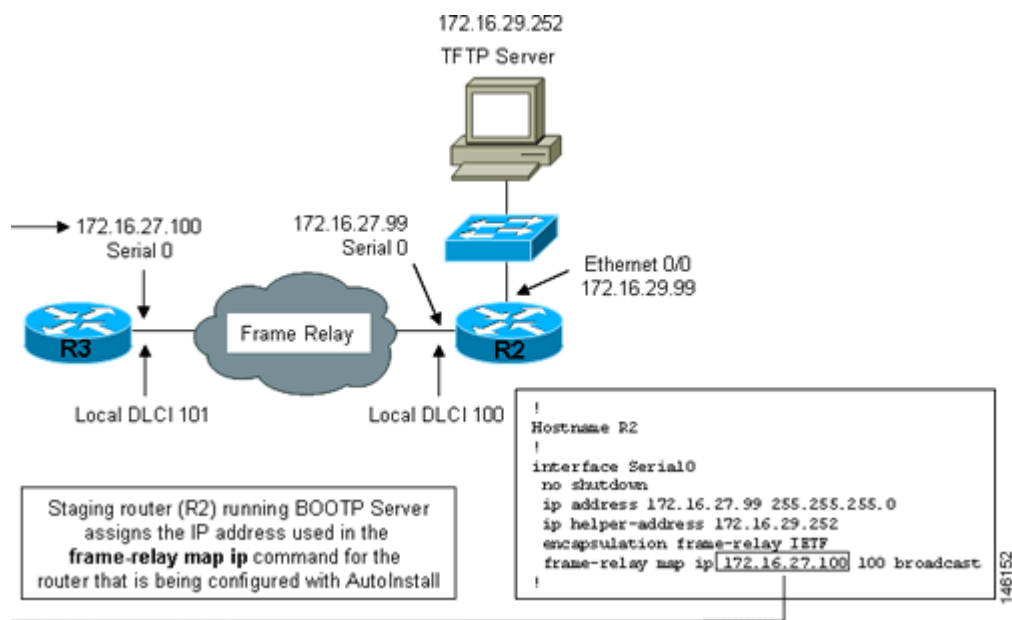 172.16.29.252
TFTP Server
172.16.27.100
Serial 0
172.16.27.99
Serial 0
Ethernet 0/0
172.16.29.99
R3
Frame Relay
R2
Local DLCI 101
Local DLCI 100
Staging router (R2) running BOOTP Server
assigns the IP address used in the
frame-relay map ip command for the
router that is being configured with AutoInstall
!
Hostname R2
!
interface Serial0
no shutdown
ip address 172.16.27.99 255.255.255.0
ip helper-address 172.16.29.252
encapsulation frame-relay IETF
frame-relay map ip 172.16.27.100 100 broadcast
!
146152